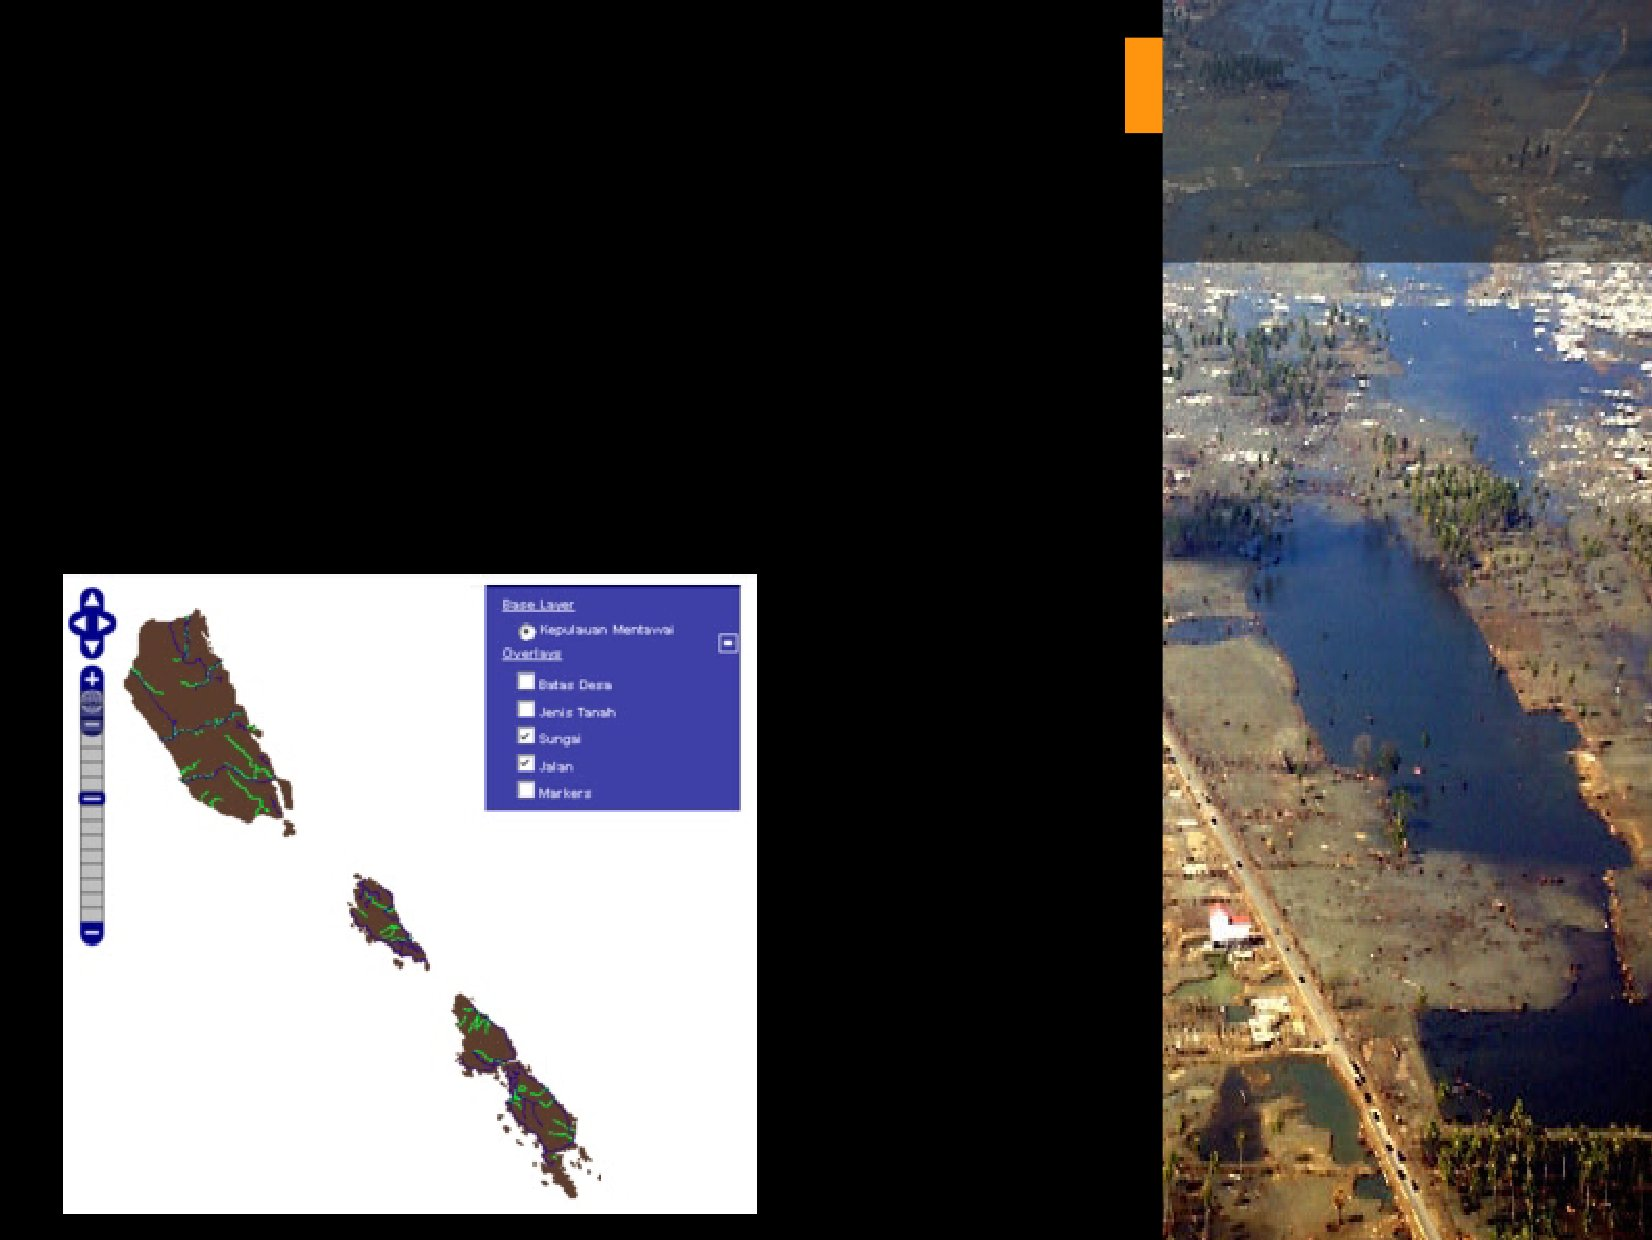 Base Layer
Kepulauan Mentawai
Overlays
Batas Desa
Jenis Tanah
Sungai
Jalan
Markers